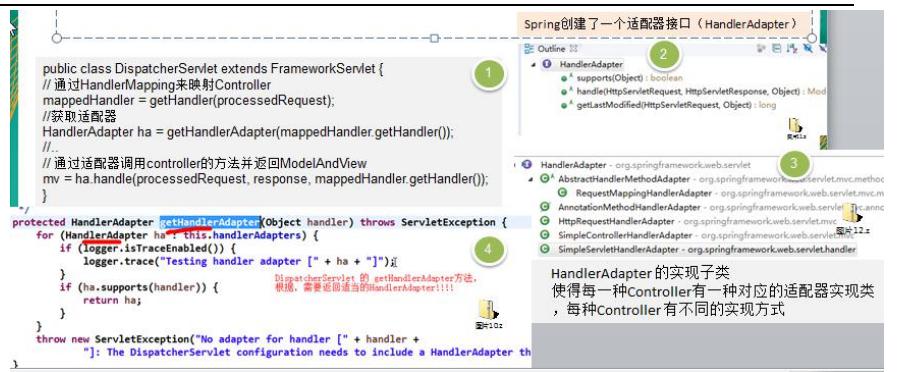 Spring创建了一个适配器接口（HandlerAdapter）
1
public class DispatcherServlet extends FrameworkServlet {
// 通过HandlerMapping来映射Controller
mappedHandler = getHandler(processedRequest);
//获取适配器
HandlerAdapter ha = getHandlerAdapter(mappedHandler.getHandler());
//..
// 通过适配器调用controller的方法并返回ModelAndView
mv = ha.handle(processedRequest, response, mappedHandler.getHandler());
}
2
Outline
HandlerAdapter
supports(Object) : boolean
handle(HttpServletRequest, HttpServletResponse, Object) : Mod
getLastModified(HttpServletRequest, Object) : long
3
HandlerAdapter - org.springframework.web.servlet
AbstractHandlerMethodAdapter - org.springframework.web.servlet.mvc.method
RequestMappingHandlerAdapter - org.springframework.web.servlet.mvc.m
AnnotationMethodHandlerAdapter - org.springframework.web.servlet.mvc.anno
HttpRequestHandlerAdapter - org.springframework.web.servlet.mvc
SimpleControllerHandlerAdapter - org.springframework.web.servlet.mvc
SimpleServletHandlerAdapter - org.springframework.web.servlet.handler
图片12.z
HandlerAdapter的实现子类
使得每一种Controller有一种对应的适配器实现类
，每种Controller有不同的实现方式
*/
protected HandlerAdapter getHandlerAdapter(Object handler) throws ServletException {
for (HandlerAdapter ha : this.handlerAdapters) {
if (logger.isTraceEnabled()) {
logger.trace("Testing handler adapter [" + ha + "]");
}
if (ha.supports(handler)) {
return ha;
}
}
throw new ServletException("No adapter for handler [" + handler +
"]: The DispatcherServlet configuration needs to include a HandlerAdapter th
}
4
DispatcherServlet 的 getHandlerAdapter方法，
根据，需要返回适当的HandlerAdapter!!!!
图片10z